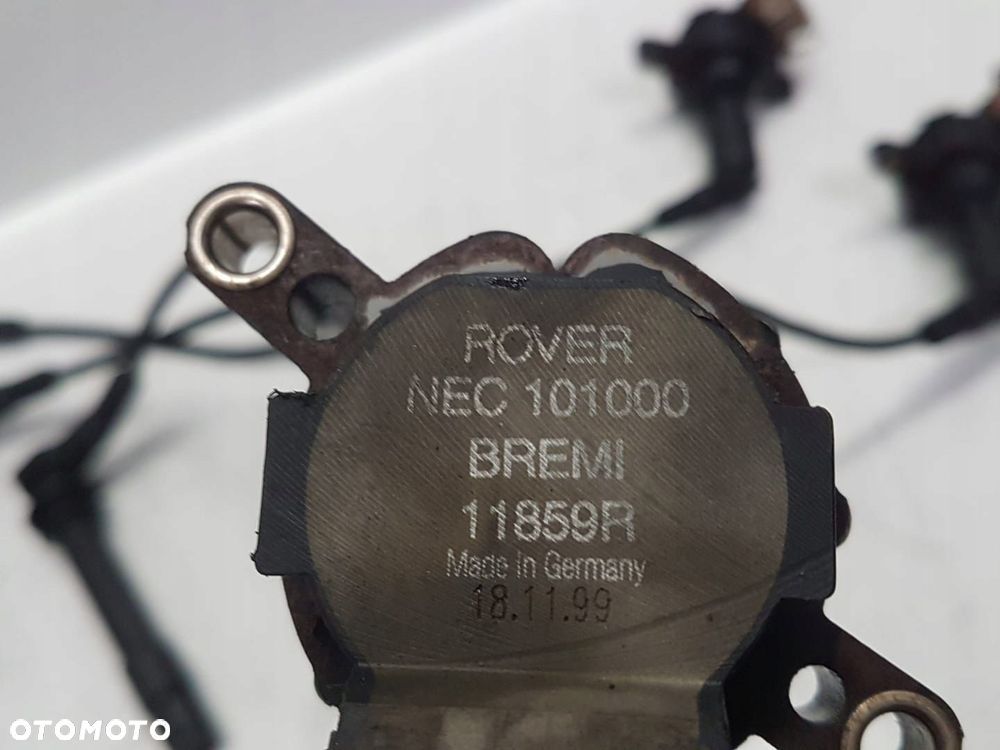 ROVER
NEC 101000
BREMI
11859R
Made In Germany
18.11.99
OTOMOTO